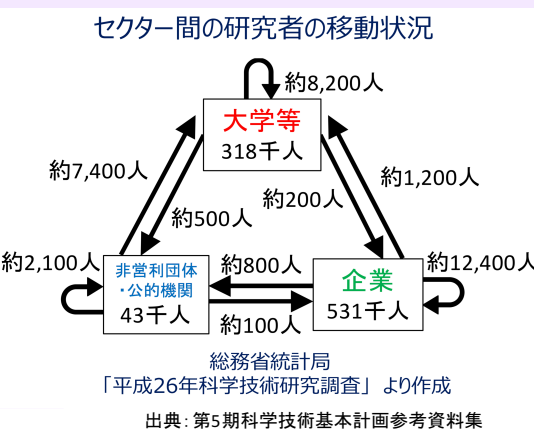 セクター間の研究者の移動状況
約8,200人
大学等
318千人
約7,400人
約1,200人
約200人
約500人
約2,100人
非営利団体
・公的機関
43千人
約800人
企業
531千人
約12,400人
約100人
総務省統計局
「平成26年科学技術研究調査」より作成
出典：第5期科学技術基本計画参考資料集